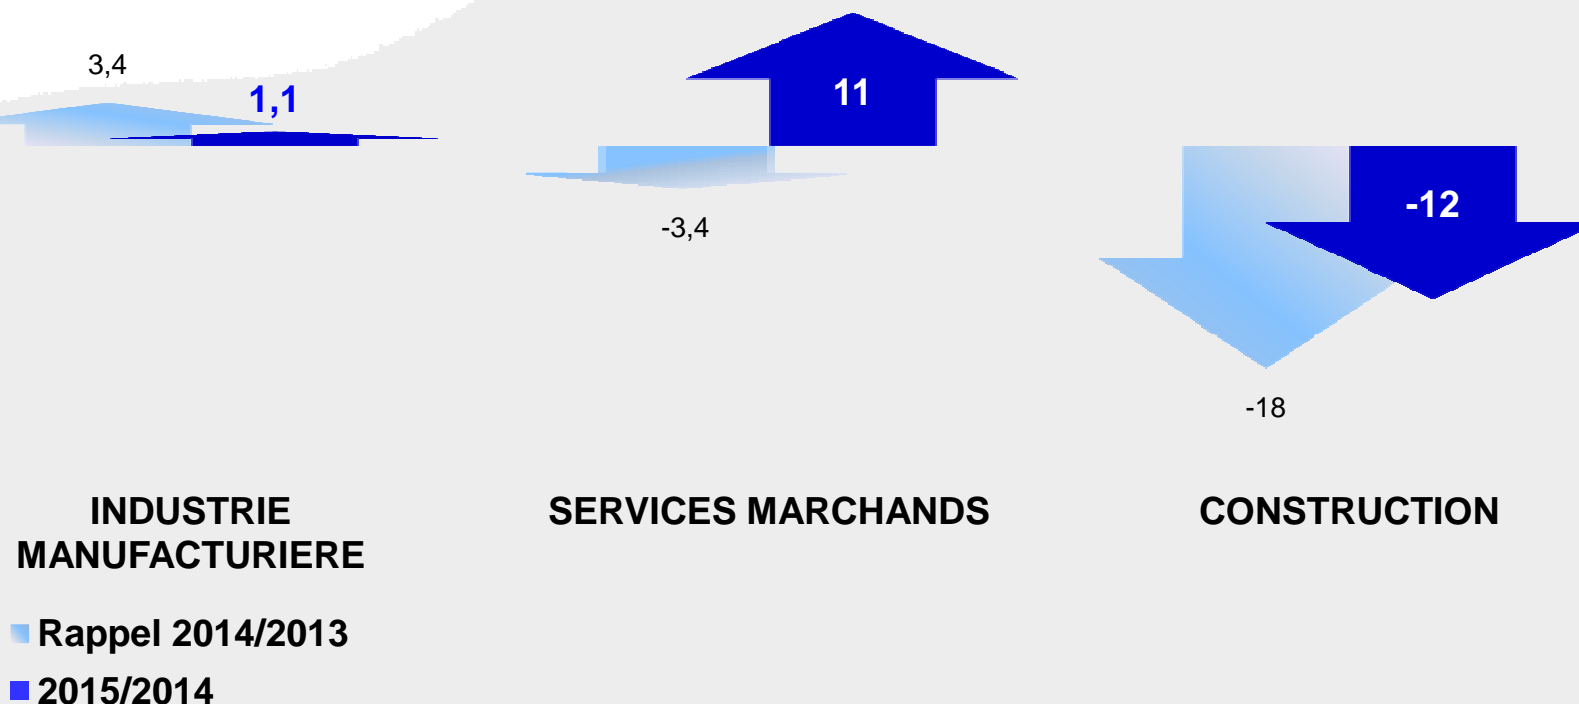 3,4
1,1
11
-3,4
-12
-18
INDUSTRIE
MANUFACTURIERE
SERVICES MARCHANDS
CONSTRUCTION
Rappel 2014/2013
2015/2014